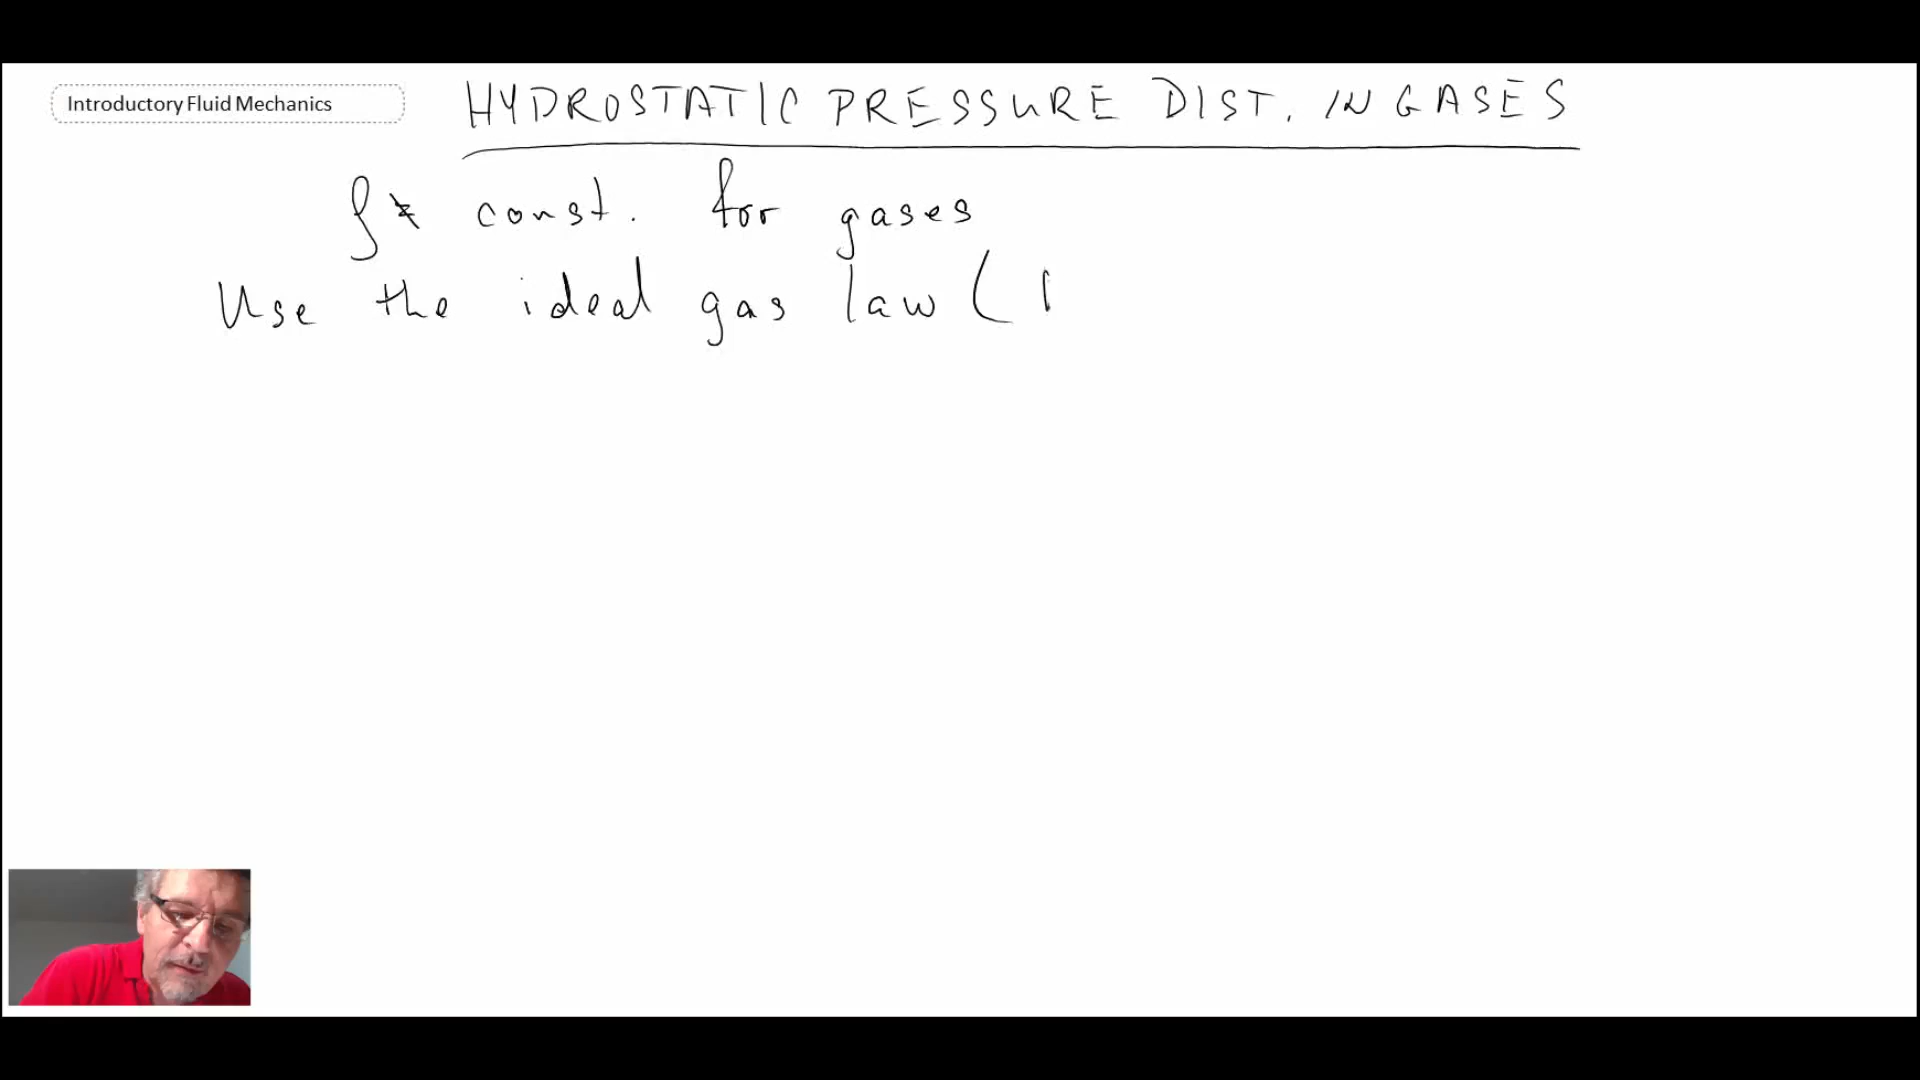 Introductory Fluid Mechanics
HYDROSTATIC PRESSURE DIST. IN GASES
ρ ≠ const. for gases
Use the ideal gas law (